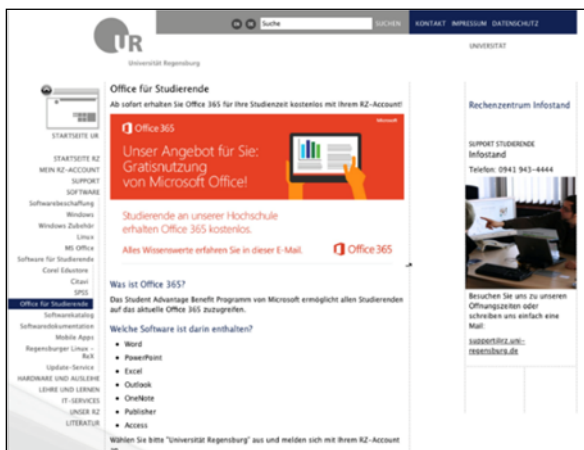 Suche
SUCHEN
KONTAKT IMPRESSUM DATENSCHUTZ
UR
Universität Regensburg
UNIVERSITÄT
STARTSEITE UR
STARTSEITE RZ
MEIN RZ-ACCOUNT
SUPPORT
SOFTWARE
Softwarebeschaffung
Windows
Windows Zubehör
Linux
MS Office
Software für Studierende
Corel Edustore
Citavi
SPSS
Office für Studierende
Softwarekatalog
Softwaredokumentation
Mobile Apps
Regensburger Linux -
ReX
Update-Service
HARDWARE UND AUSLEIHE
LEHRE UND LERNEN
IT-SERVICES
UNSER RZ
LITERATUR
Office für Studierende
Ab sofort erhalten Sie Office 365 für Ihre Studienzeit kostenlos mit Ihrem RZ-Account!
Office 365
Microsoft
Unser Angebot für Sie:
Gratisnutzung
von Microsoft Office!
Studierende an unserer Hochschule
erhalten Office 365 kostenlos.
Alles Wissenswerte erfahren Sie in dieser E-Mail.
Office 365
Was ist Office 365?
Das Student Advantage Benefit Programm von Microsoft ermöglicht allen Studierenden
auf das aktuelle Office 365 zuzugreifen.
Welche Software ist darin enthalten?
• Word
• PowerPoint
• Excel
• Outlook
• OneNote
• Publisher
• Access
Wählen Sie bitte "Universität Regensburg" aus und melden sich mit Ihrem RZ-Account
Rechenzentrum Infostand
SUPPORT STUDIERENDE
Infostand
Telefon: 0941 943-4444
Besuchen Sie uns zu unseren
Öffnungszeiten oder
schreiben uns einfach eine
Mail:
support@rz.uni-
regensburg.de